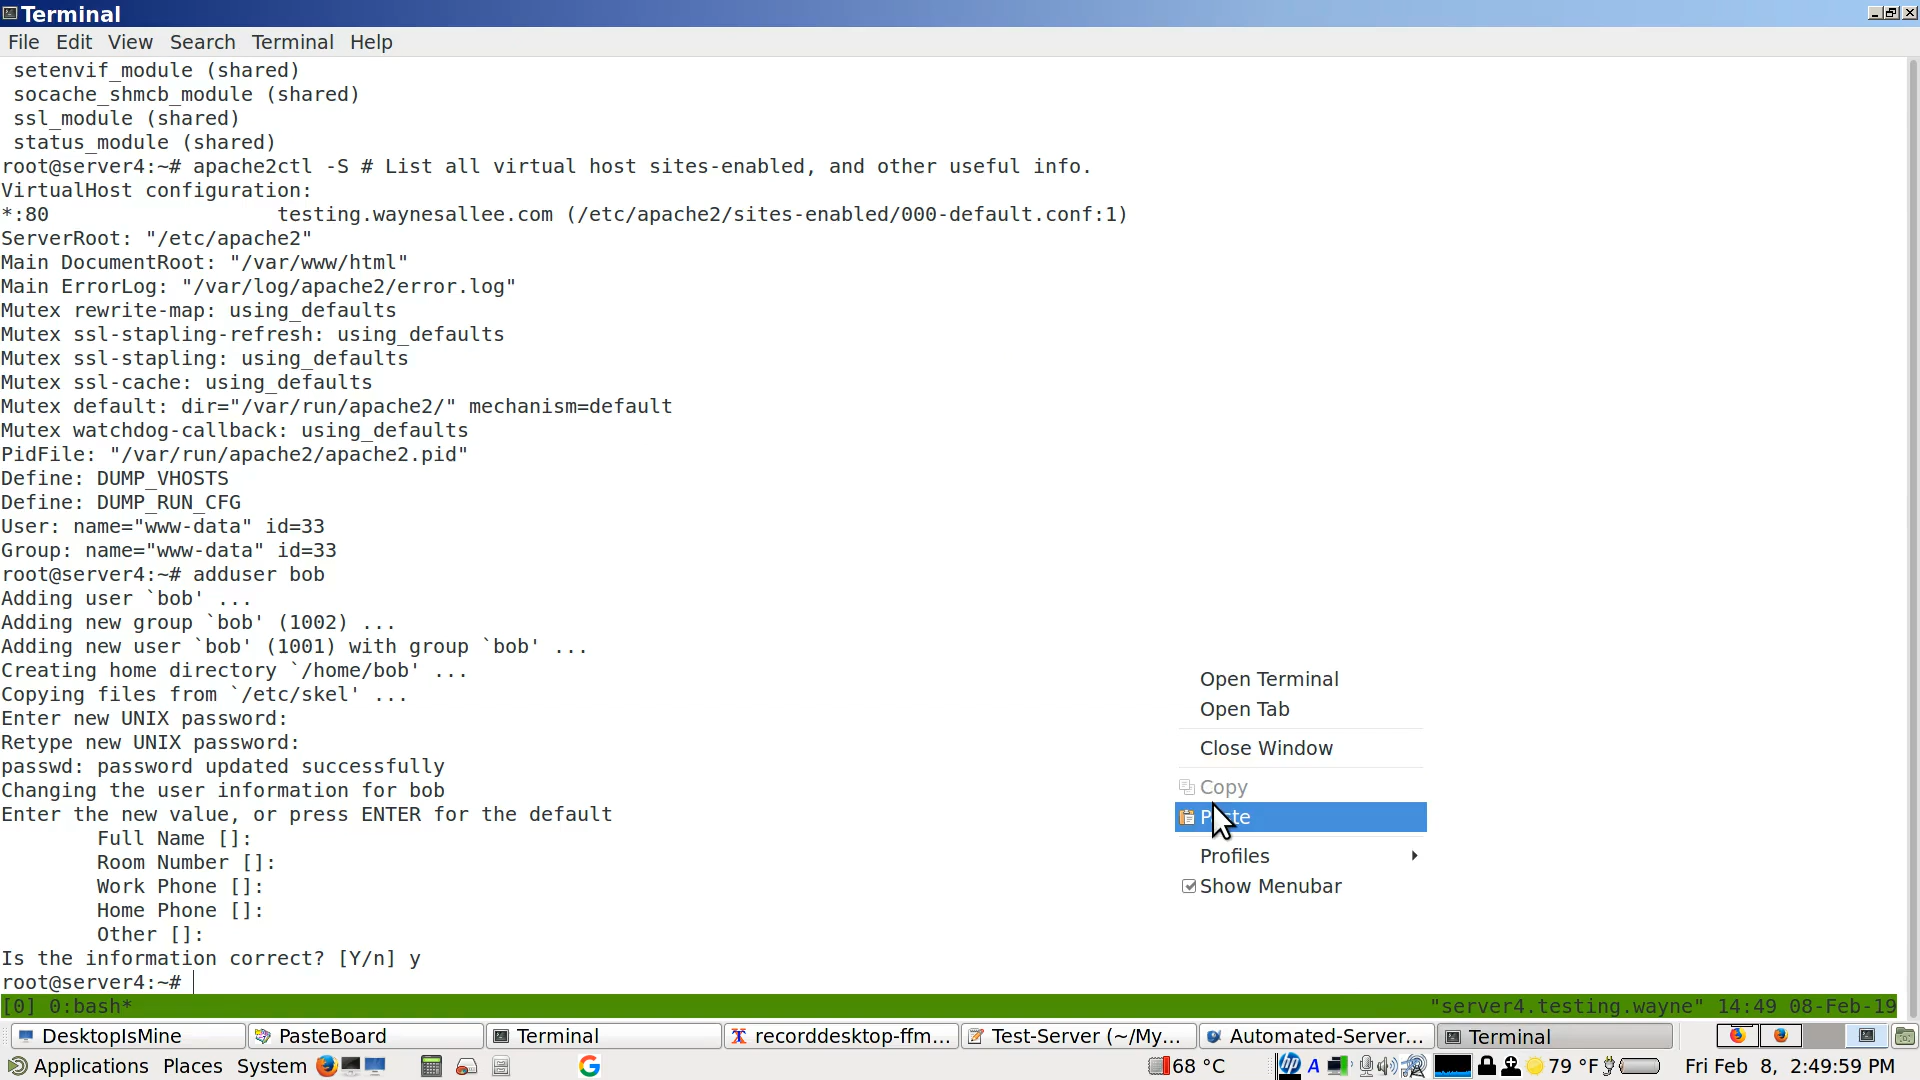 Terminal
File Edit View Search Terminal Help
 setenvif_module (shared)
 socache_shmcb_module (shared)
 ssl_module (shared)
 status_module (shared)
root@server4:~# apache2ctl -S # List all virtual host sites-enabled, and other useful info.
VirtualHost configuration:
*:80                   testing.waynesallee.com (/etc/apache2/sites-enabled/000-default.conf:1)
ServerRoot: "/etc/apache2"
Main DocumentRoot: "/var/www/html"
Main ErrorLog: "/var/log/apache2/error.log"
Mutex rewrite-map: using_defaults
Mutex ssl-stapling-refresh: using_defaults
Mutex ssl-stapling: using_defaults
Mutex ssl-cache: using_defaults
Mutex default: dir="/var/run/apache2/" mechanism=default
Mutex watchdog-callback: using_defaults
PidFile: "/var/run/apache2/apache2.pid"
Define: DUMP_VHOSTS
Define: DUMP_RUN_CFG
User: name="www-data" id=33
Group: name="www-data" id=33
root@server4:~# adduser bob
Adding user `bob' ...
Adding new group `bob' (1002) ...
Adding new user `bob' (1001) with group `bob' ...
Creating home directory `/home/bob' ...
Copying files from `/etc/skel' ...
Enter new UNIX password:
Retype new UNIX password:
passwd: password updated successfully
Changing the user information for bob
Enter the new value, or press ENTER for the default
        Full Name []:
        Room Number []:
        Work Phone []:
        Home Phone []:
        Other []:
Is the information correct? [Y/n] y
root@server4:~#
Open Terminal
Open Tab
Close Window
Copy
Paste
Profiles
Show Menubar
[0] 0:bash* "server4.testing.wayne" 14:49 08-Feb-19
DesktopIsMine PasteBoard Terminal recorddesktop-ffm... Test-Server (~/My... Automated-Server... Terminal
Applications Places System G 68 °C hp A 79 °F Fri Feb 8, 2:49:59 PM